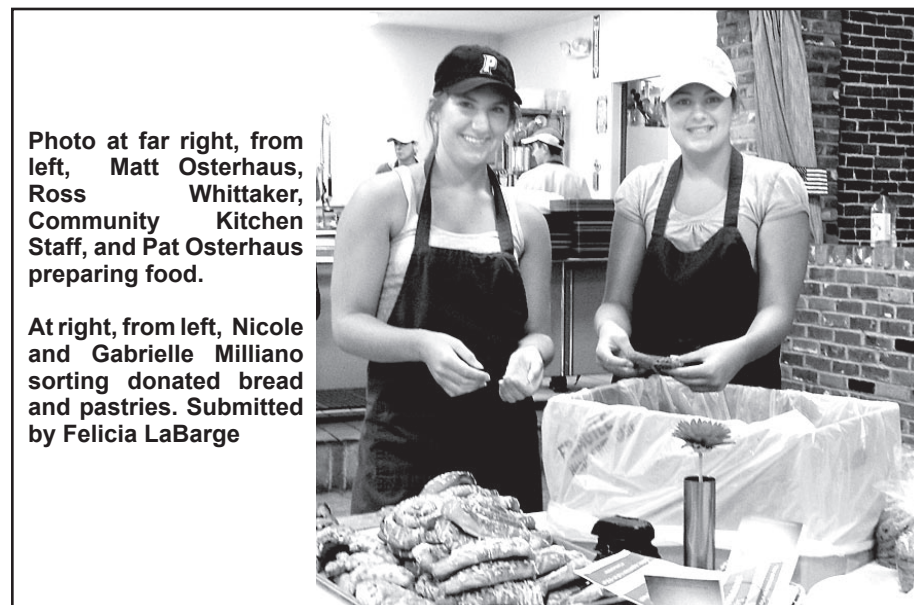 Photo at far right, from
left, Matt Osterhaus,
Ross Whittaker,
Community Kitchen
Staff, and Pat Osterhaus
preparing food.
At right, from left, Nicole
and Gabrielle Milliano
sorting donated bread
and pastries. Submitted
by Felicia LaBarge
P